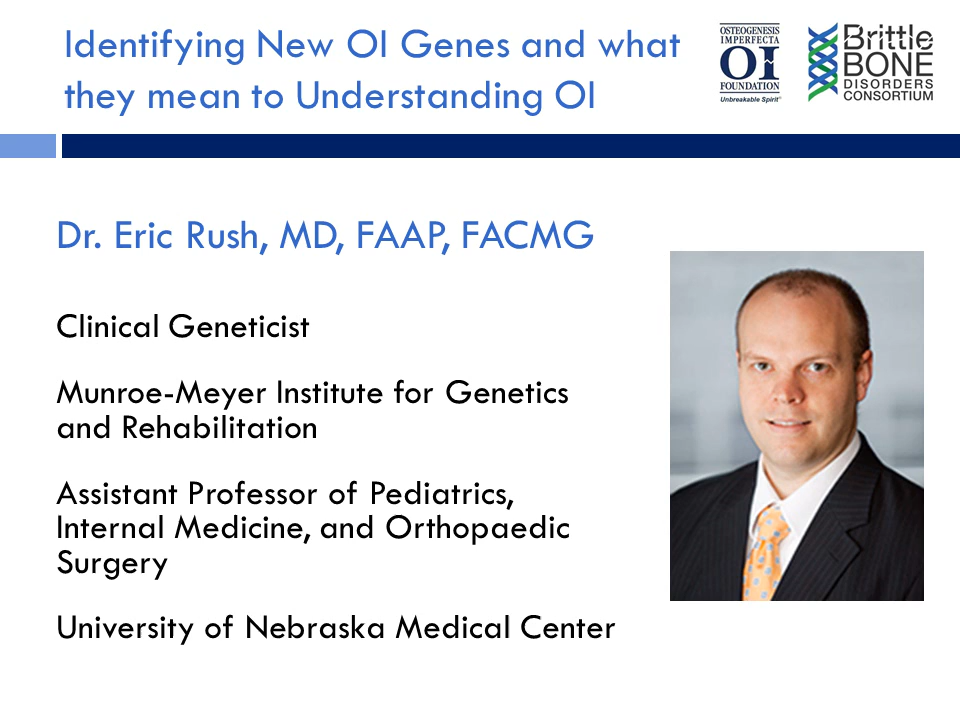 Identifying New OI Genes and what
they mean to Understanding OI
OSTEOGENESIS
IMPERFECTA
OI
FOUNDATION
Unbreakable Spirit®
Brittle
BONE
DISORDERS
CONSORTIUM
Dr. Eric Rush, MD, FAAP, FACMG
Clinical Geneticist
Munroe-Meyer Institute for Genetics
and Rehabilitation
Assistant Professor of Pediatrics,
Internal Medicine, and Orthopaedic
Surgery
University of Nebraska Medical Center